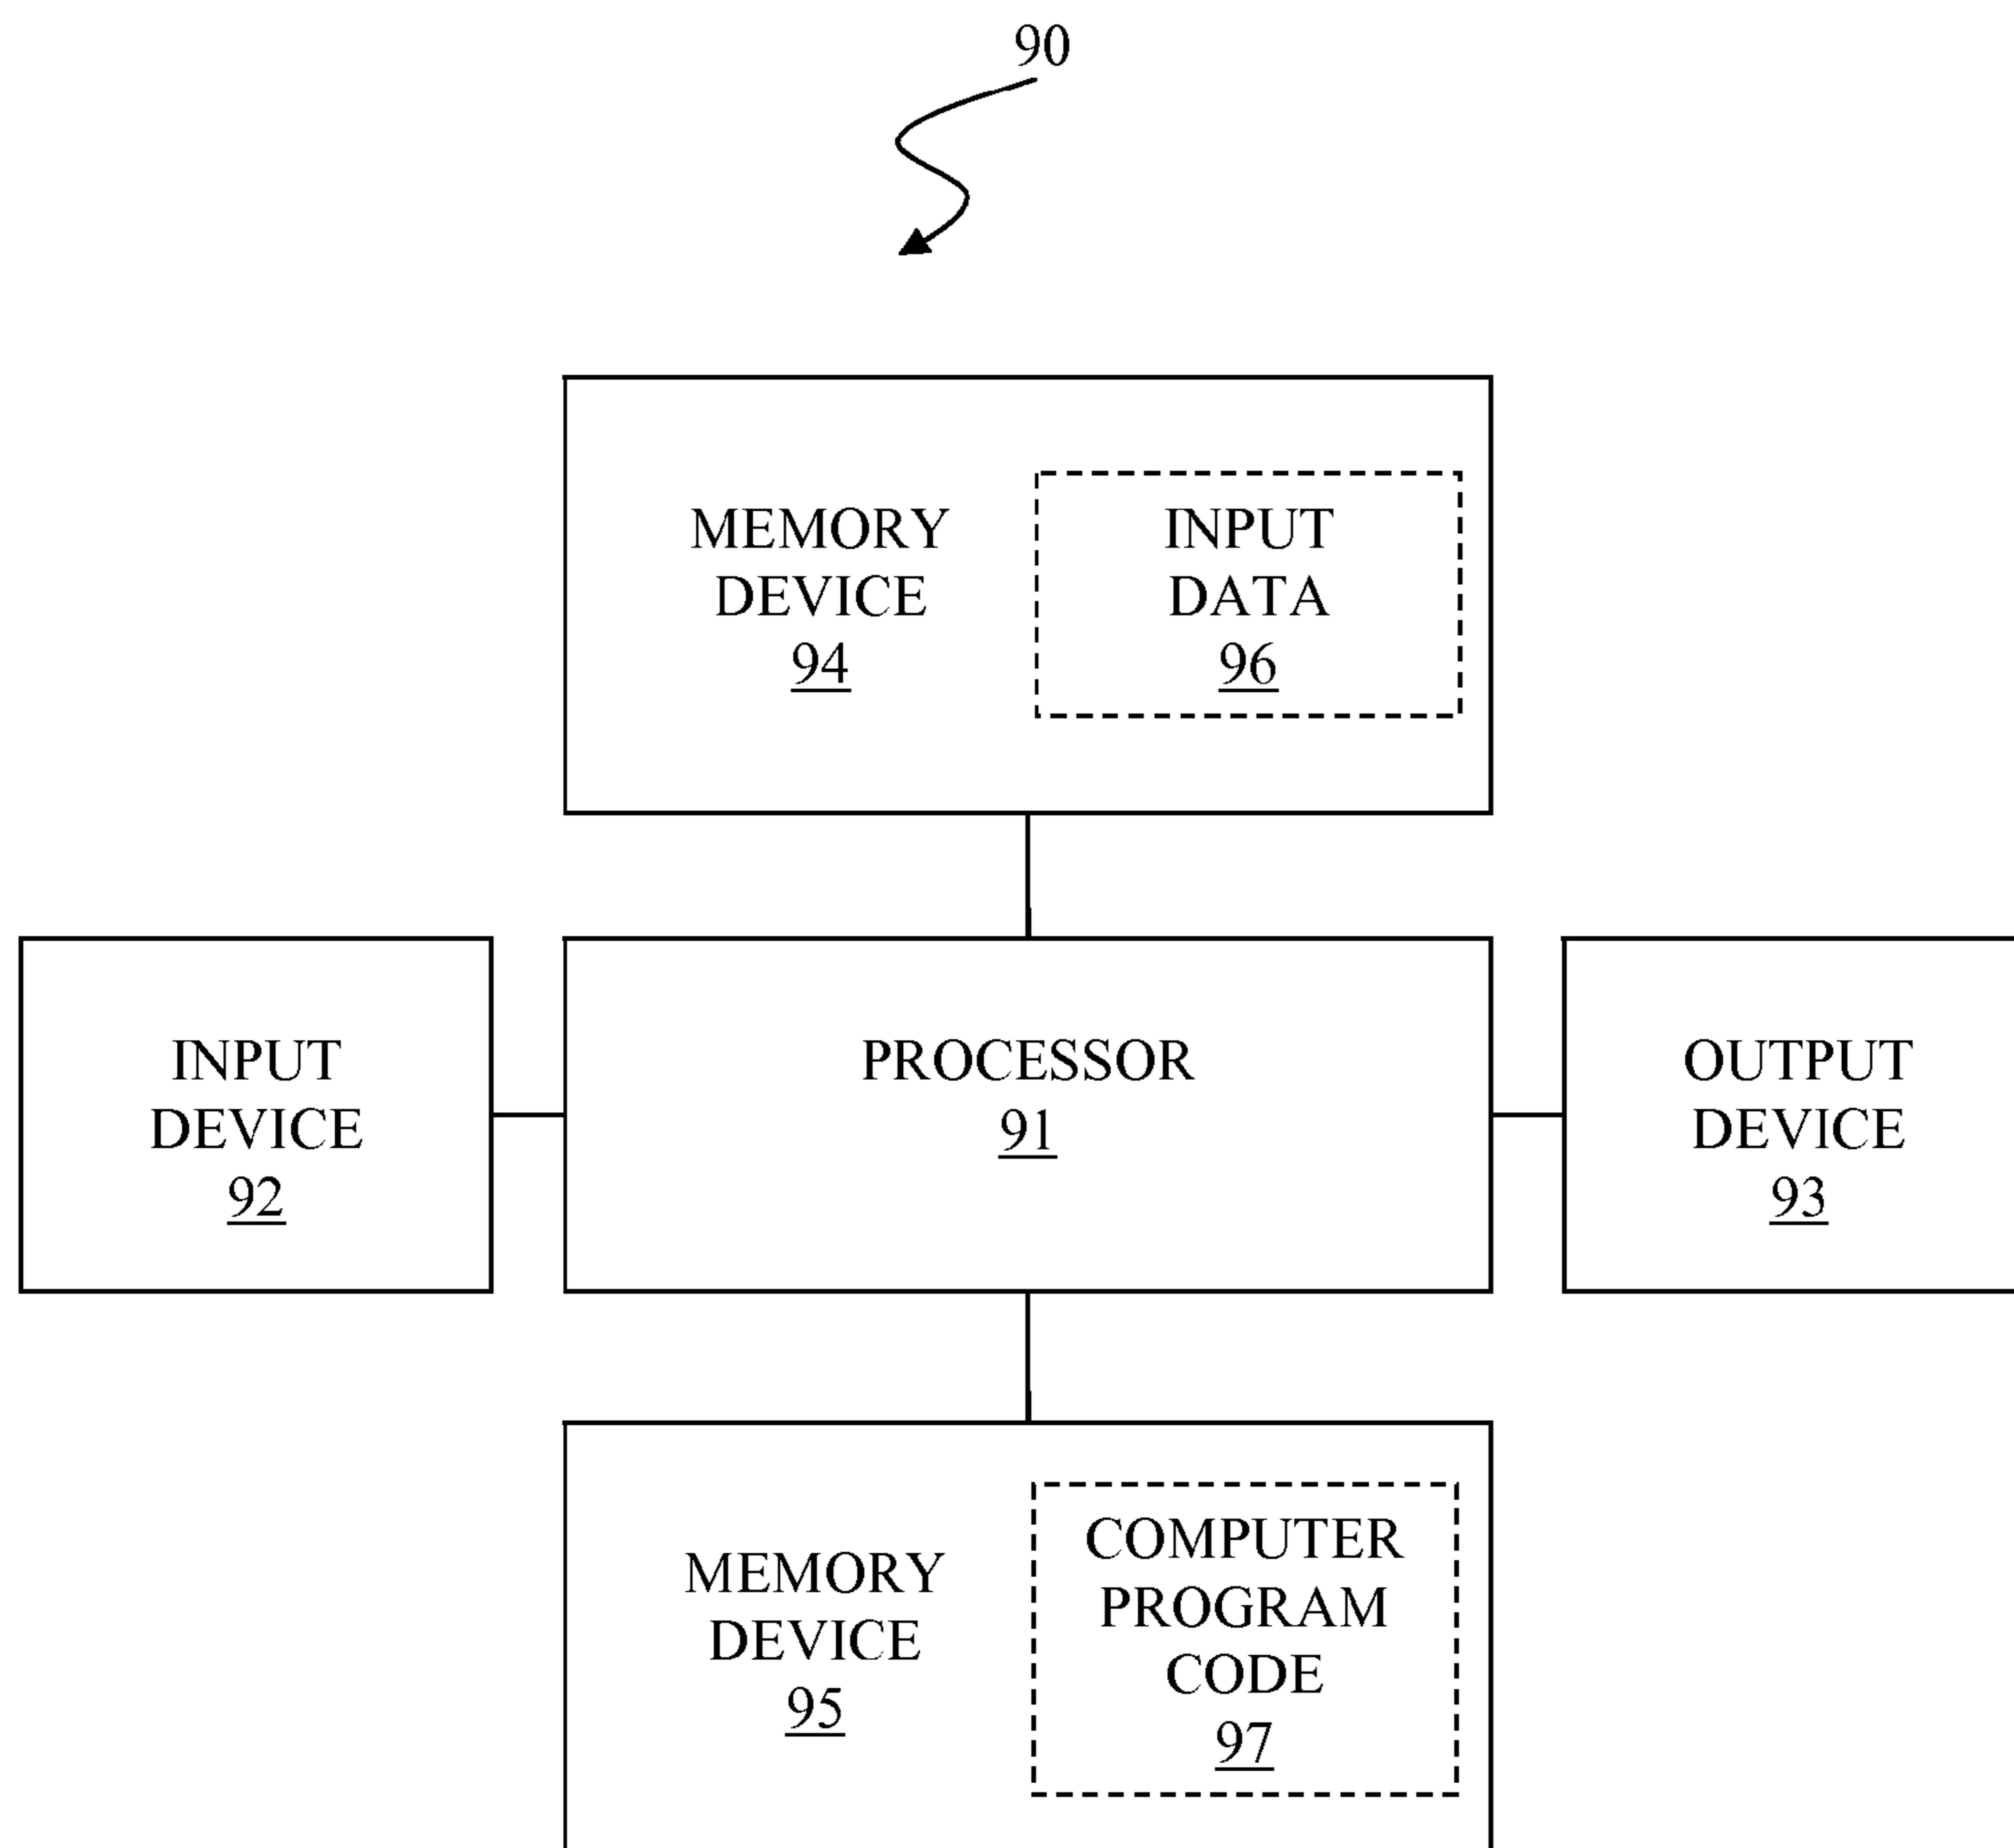 90
MEMORY
DEVICE
94
INPUT
DATA
96
INPUT
DEVICE
92
PROCESSOR
91
OUTPUT
DEVICE
93
MEMORY
DEVICE
95
COMPUTER
PROGRAM
CODE
97